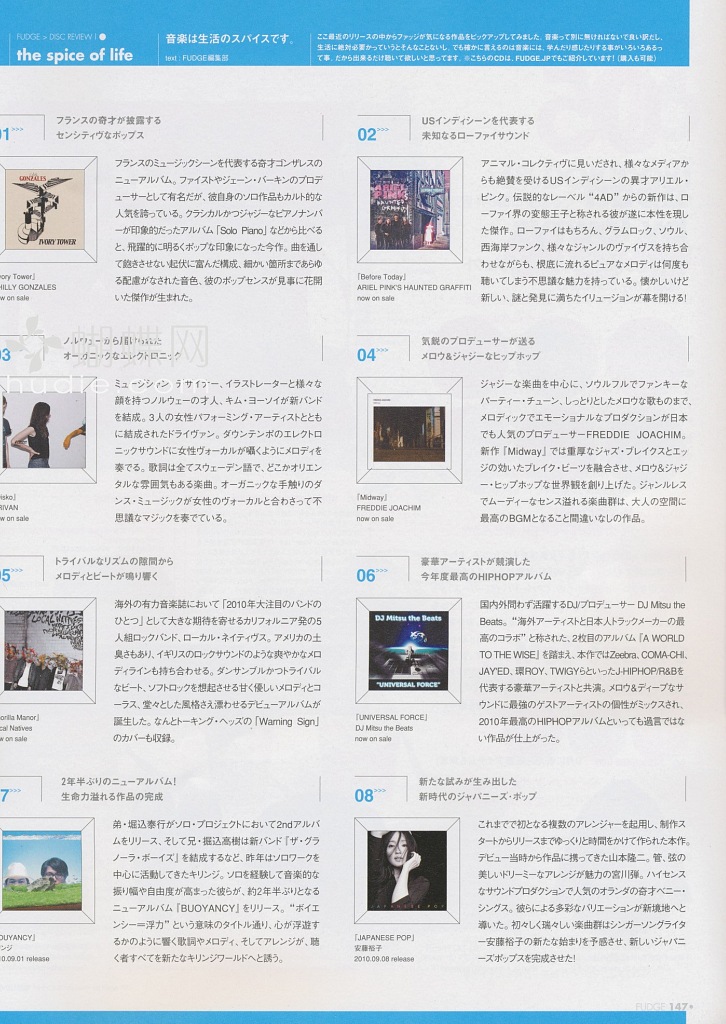 FUDGE > DISC REVIEW 1
the spice of life
音楽は生活のスパイスです。
text : FUDGE編集部
ここ最近のリリースの中からファッジが気になる作品をピックアップしてみました。音楽って別に無ければないで良い訳だし、
生活に絶対必要かっていうとそんなことないし、でも確かに言えるのは音楽には、学んだり感じたりする事がいろいろあるっ
て事。だから出来るだけ聴いて欲しいと思ってます。※こちらのCDは、FUDGE.JPでもご紹介しています!（購入も可能）
01>>>
フランスの奇才が披露する
センシティヴなポップス
GONZALES
IVORY TOWER
vory Tower』
HILLY GONZALES
ow on sale
フランスのミュージックシーンを代表する奇才ゴンザレスの
ニューアルバム。ファイストやジェーン・バーキンのプロデ
ューサーとして有名だが、彼自身のソロ作品もカルト的な
人気を誇っている。クラシカルかつジャジーなピアノナンバ
ーが印象的だったアルバム「Solo Piano」などから比べる
と、飛躍的に明るくポップな印象になった今作。曲を通し
て飽きさせない起伏に富んだ構成、細かい箇所まであらゆ
る配慮がなされた音色、彼のポップセンスが見事に花開
いた傑作が生まれた。
02>>>
USインディシーンを代表する
未知なるローファイサウンド
『Before Today』
ARIEL PINK'S HAUNTED GRAFFITI
now on sale
アニマル・コレクティヴに見いだされ、様々なメディアか
らも絶賛を受けるUSインディシーンの異才アリエル・
ピンク。伝説的なレーベル“4AD”からの新作は、ロ
ーファイ界の変態王子と称される彼が遂に本性を現し
た傑作。ローファイはもちろん、グラムロック、ソウル、
西海岸ファンク、様々なジャンルのヴァイヴスを持ち合
わせながらも、根底に流れるピュアなメロディは何度も
聴いてしまう不思議な魅力を持っている。懐かしいけど
新しい、謎と発見に満ちたイリュージョンが幕を開ける!
03
ノルウェーから届けられた
オーガニックなエレクトロニック
蝴蝶网
isko』
RIVAN
ow on sale
ミュージシャン、デザイナー、イラストレーターと様々な
顔を持つノルウェの才人、キム・ヨーソイが新バンド
を結成。3人の女性パフォーミング・アーティストととも
に結成されたドライヴァン。ダウンテンポのエレクトロ
ニックサウンドに女性ヴォーカルが囁くようにメロディを
奏でる。歌詞は全てスウェーデン語で、どこかオリエン
タルな雰囲気もある楽曲。オーガニックな手触りのダ
ンス・ミュージックが女性のヴォーカルと合わさって不
思議なマジックを奏でている。
04>>>
気鋭のプロデューサーが送る
メロウ&ジャジーなヒップホップ
『Midway』
FREDDIE JOACHIM
now on sale
ジャジーな楽曲を中心に、ソウルフルでファンキーな
パーティー・チューン、しっとりとしたメロウな歌ものまで、
メロディックでエモーショナルなプロダクションが日本
でも人気のプロデューサーFREDDIE JOACHIM。
新作『Midway』では重厚なジャズ・ブレイクスとエッ
ジの効いたブレイク・ビーツを融合させ、メロウ&ジャジ
ー・ヒップホップな世界観を創り上げた。ジャンルレス
でムーディーなセンス溢れる楽曲群は、大人の空間に
最高のBGMとなること間違いなしの作品。
05>>>
トライバルなリズムの隙間から
メロディとビートが鳴り響く
LOCAL NATIVES
orilla Manor』
cal Natives
w on sale
海外の有力音楽誌において「2010年大注目のバンドの
ひとつ」として大きな期待を寄せるカリフォルニア発の5
人組ロックバンド、ローカル・ネイティヴス。アメリカの土
臭さもあり、イギリスのロックサウンドのような爽やかなメロ
ディラインも持ち合わせる。ダンサンブルかつトライバル
なビート、ソフトロックを想起させる甘く優しいメロディとコ
ーラス、堂々とした風格さえ漂わせるデビューアルバムが
誕生した。なんとトーキング・ヘッズの「Warning Sign」
のカバーも収録。
06>>>
豪華アーティストが競演した
今年度最高のHIPHOPアルバム
DJ Mitsu the Beats
"UNIVERSAL FORCE"
『UNIVERSAL FORCE』
DJ Mitsu the Beats
now on sale
国内外問わず活躍するDJ/プロデューサー DJ Mitsu the
Beats。“海外アーティストと日本人トラックメーカーの最
高のコラボ”と称された、2枚目のアルバム『A WORLD
TO THE WISE』を踏まえ、本作ではZeebra、COMA-CHI、
JAY'ED、環ROY、TWIGYらといったJ-HIPHOP/R&Bを
代表する豪華アーティストと共演。メロウ&ディープなサ
ウンドに最強のゲストアーティストの個性がミックスされ、
2010年最高のHIPHOPアルバムといっても過言ではな
い作品が仕上がった。
07>>>
2年半ぶりのニューアルバム!
生命力溢れる作品の完成
OUYANCY』
ンジ
10.09.01 release
弟・堀込泰行がソロ・プロジェクトにおいて2ndアルバ
ムをリリース、そして兄・堀込高樹は新バンド『ザ・グラ
ノーラ・ボーイズ』を結成するなど、昨年はソロワークを
中心に活動してきたキリンジ。ソロを経験して音楽的な
振り幅や自由度が高まった彼らが、約2年半ぶりとなる
ニューアルバム『BUOYANCY』をリリース。“ボイエ
ンシー＝浮力”という意味のタイトル通り、心が浮遊す
るかのように響く歌詞やメロディ、そしてアレンジが、聴
く者すべてを新たなキリンジワールドへと誘う。
08>>>
新たな試みが生み出した
新時代のジャパニーズ・ポップ
JAPANESE POP
『JAPANESE POP』
安藤裕子
2010.09.08 release
これまでで初となる複数のアレンジャーを起用し、制作ス
タートからリリースまでゆっくりと時間をかけて作られた本作。
デビュー当時から作品に携ってきた山本隆二。管、弦の
美しいドリーミーなアレンジが魅力の宮川弾。ハイセンス
なサウンドプロダクションで人気のオランダの奇才ベニー・
シングス。彼らによる多彩なバリエーションが新境地へと
導いた。初々しく瑞々しい楽曲群はシンガーソングライタ
ー安藤裕子の新たな始まりを予感させ、新しいジャパニ
ーズポップスを完成させた!
FUDGE 147